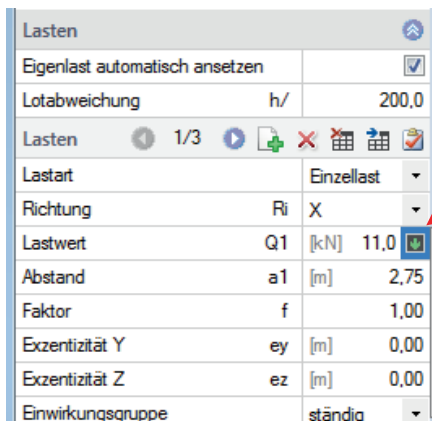 Lasten
Eigenlast automatisch ansetzen
Lotabweichung h/ 200,0
Lasten 1/3
Lastart Einzellast
Richtung Ri X
Lastwert Q1 [kN] 11,0
Abstand a1 [m] 2,75
Faktor f 1,00
Exzentizität Y ey [m] 0,00
Exzentizität Z ez [m] 0,00
Einwirkungsgruppe ständig